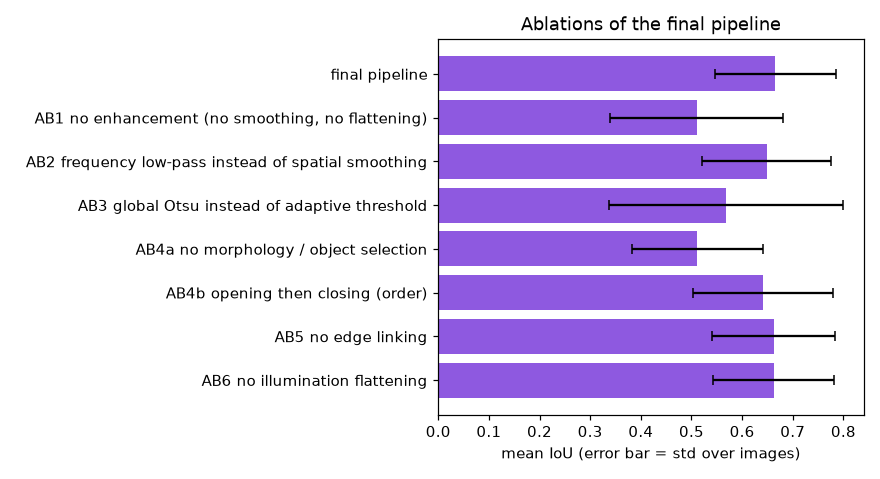 Ablations of the final pipeline
final pipeline
AB1 no enhancement (no smoothing, no flattening)
AB2 frequency low-pass instead of spatial smoothing
AB3 global Otsu instead of adaptive threshold
AB4a no morphology / object selection
AB4b opening then closing (order)
AB5 no edge linking
AB6 no illumination flattening
0.0 0.1 0.2 0.3 0.4 0.5 0.6 0.7 0.8
mean IoU (error bar = std over images)